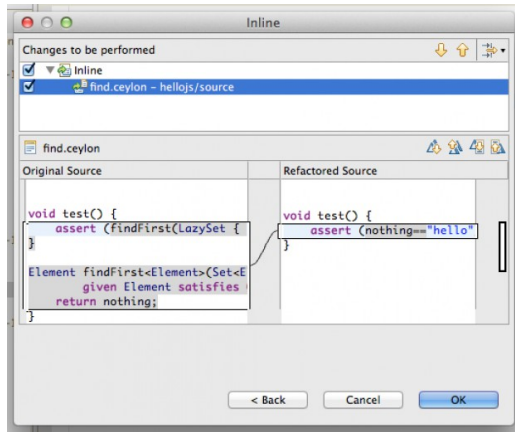 Inline
Changes to be performed
Inline
find.ceylon – hellojs/source
find.ceylon
Original Source
Refactored Source
void test() {
assert (findFirst(LazySet {
}
Element findFirst<Element>(Set<E
given Element satisfies
return nothing;
}
void test() {
assert (nothing=="hello"
}
< Back
Cancel
OK